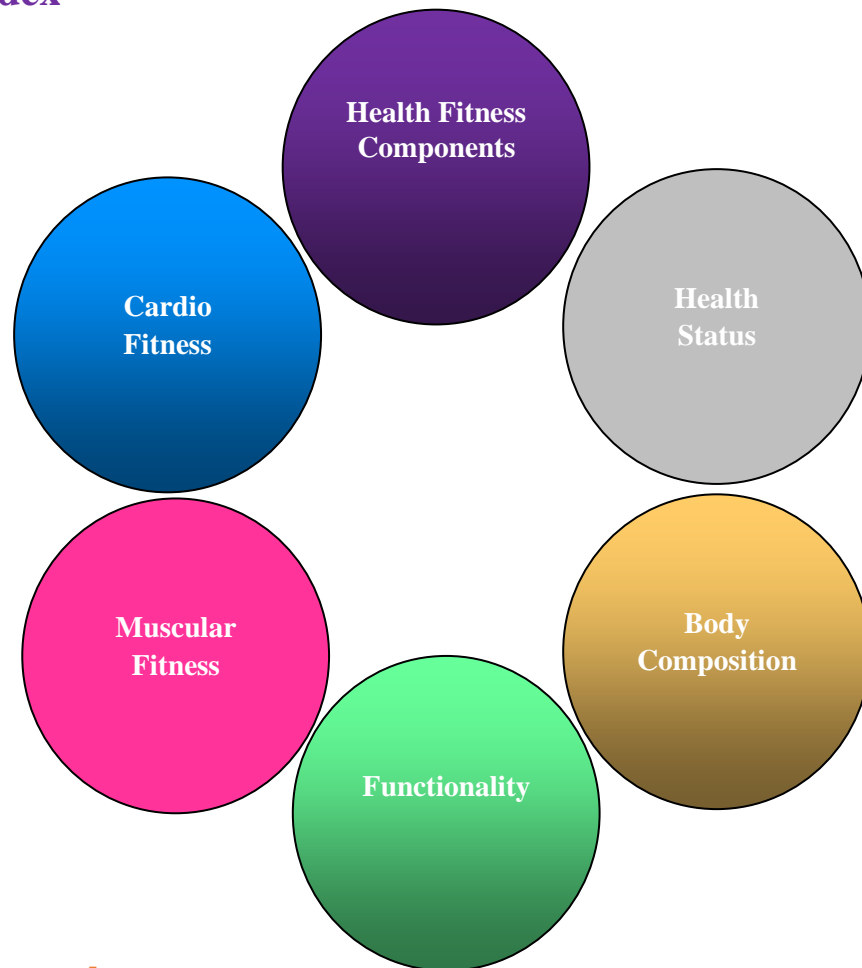 Health Fitness
Components
Health
Status
Cardio
Fitness
Body
Composition
Muscular
Fitness
Functionality